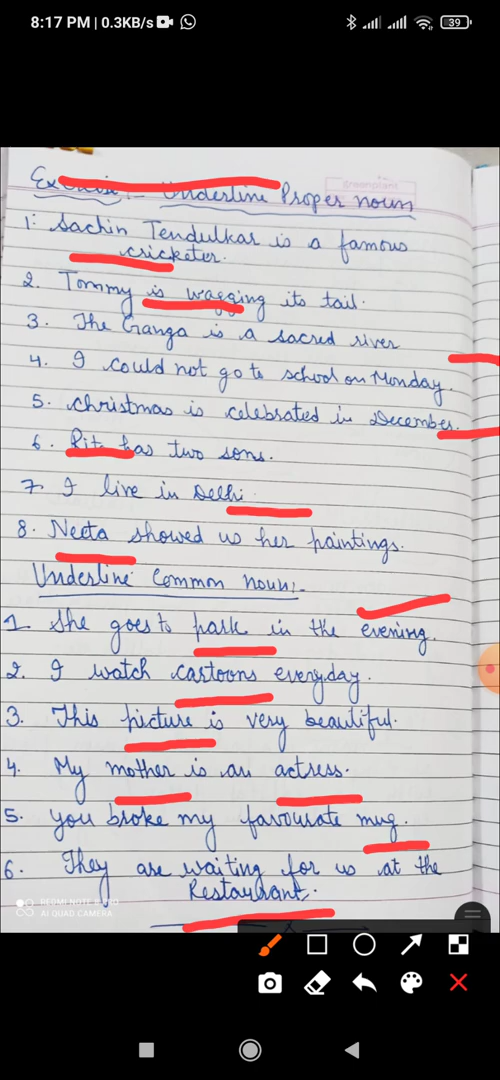 8:17 PM | 0.3KB/s
39
Exercise:- Underline Proper noun
Greenplant
1: Sachin Tendulkar is a famous
cricketer.
2. Tommy is wagging its tail.
3. The Ganga is a sacred river
4. I could not go to school on Monday.
5. Christmas is celebrated in December.
6. has two sons.
7. I live in Delhi.
8. Neeta showed us her paintings.
Underline Common noun:-
1. She goes to park in the evening.
2. I watch cartoons everyday.
3. This picture is very beautiful.
4. My mother is an actress.
5. you broke my favourate mug.
6. They are waiting for us at the
Restaurant.
REDMI NOTE 8 PRO
AI QUAD CAMERA